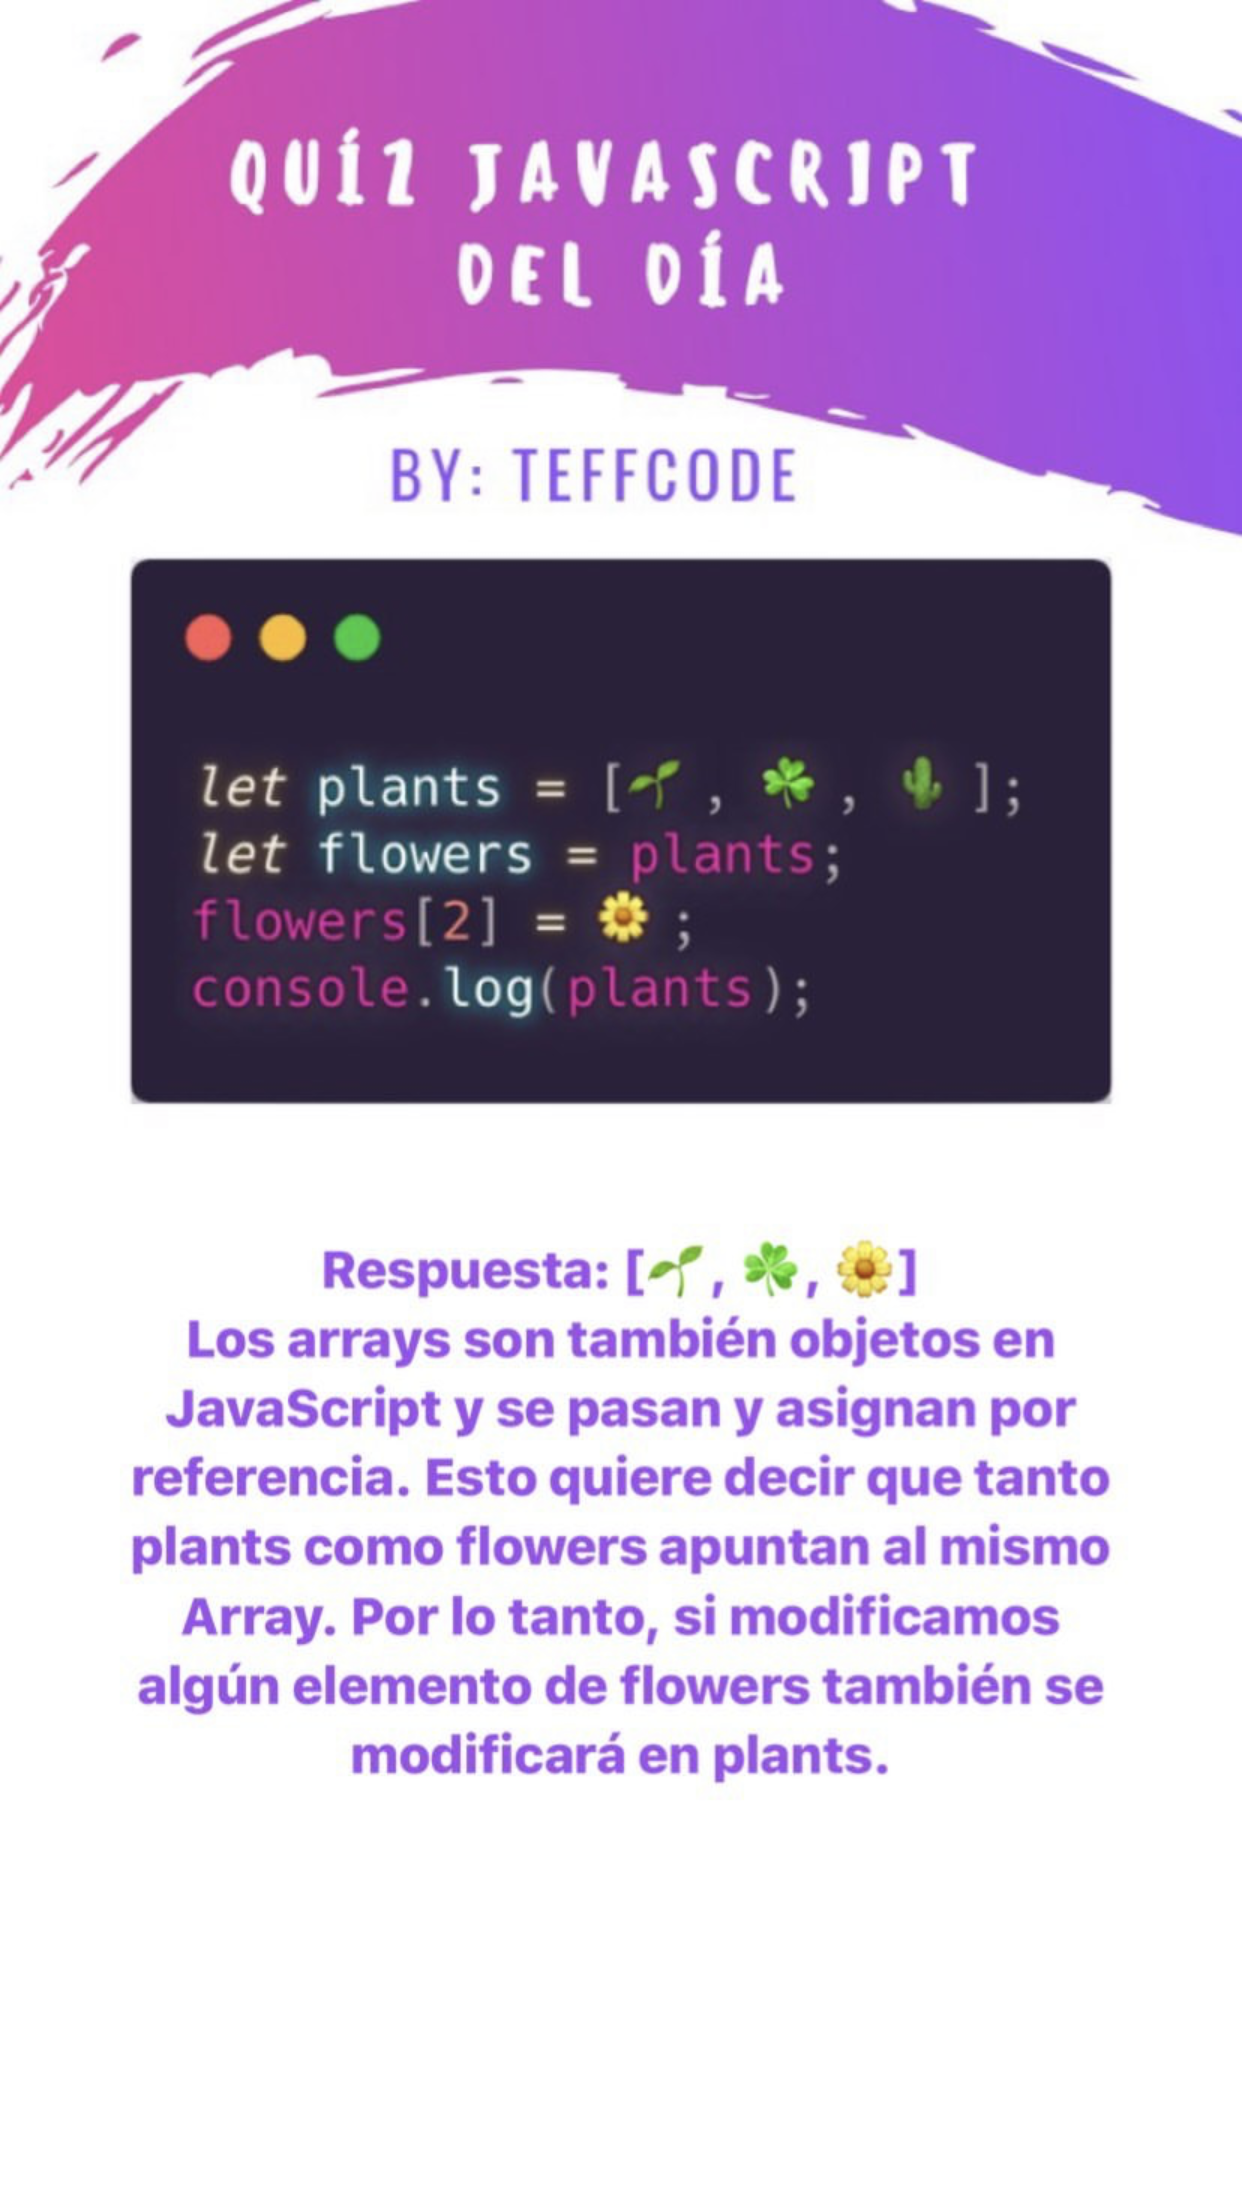 QUÍZ JAVASCRIPT
DEL DÍA
BY: TEFFCODE
let plants = [🌱 , ☘️ , 🌵 ];
let flowers = plants;
flowers[2] = 🌼 ;
console.log(plants);
Respuesta: [🌱, ☘️, 🌼]
Los arrays son también objetos en
JavaScript y se pasan y asignan por
referencia. Esto quiere decir que tanto
plants como flowers apuntan al mismo
Array. Por lo tanto, si modificamos
algún elemento de flowers también se
modificará en plants.